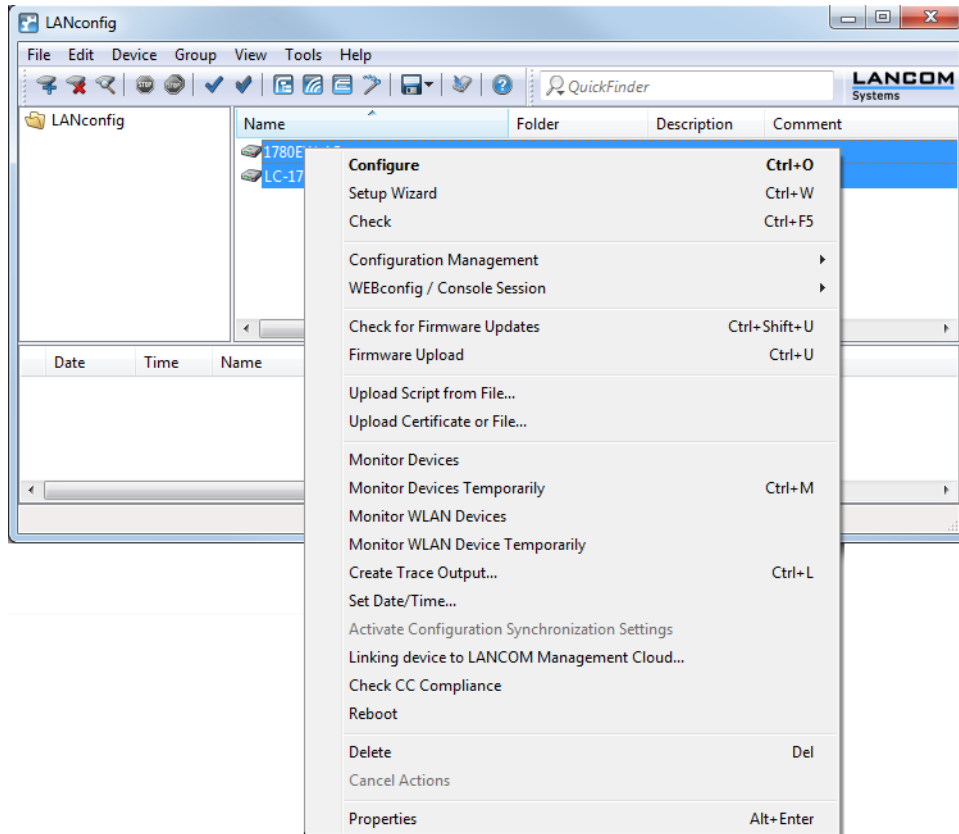 LANconfig
File Edit Device Group View Tools Help
QuickFinder
LANCOM
Systems
LANconfig
Name Folder Description Comment
1780E
LC-17
Configure Ctrl+O
Setup Wizard Ctrl+W
Check Ctrl+F5
Configuration Management
WEBconfig / Console Session
Check for Firmware Updates Ctrl+Shift+U
Firmware Upload Ctrl+U
Upload Script from File...
Upload Certificate or File...
Date Time Name
Monitor Devices
Monitor Devices Temporarily Ctrl+M
Monitor WLAN Devices
Monitor WLAN Device Temporarily
Create Trace Output... Ctrl+L
Set Date/Time...
Activate Configuration Synchronization Settings
Linking device to LANCOM Management Cloud...
Check CC Compliance
Reboot
Delete Del
Cancel Actions
Properties Alt+Enter